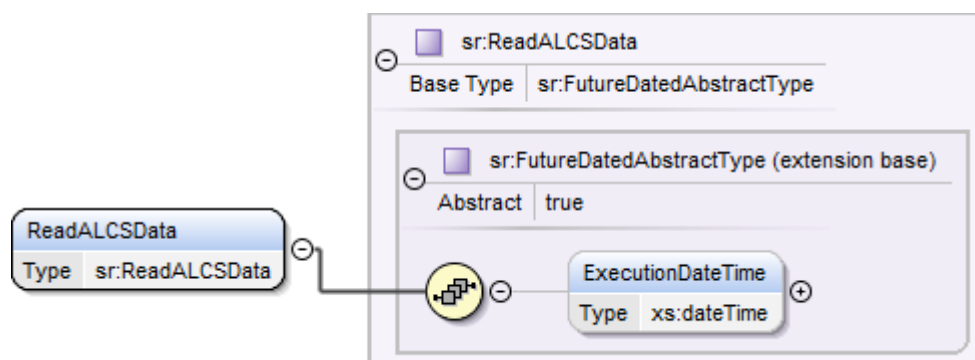 sr:ReadALCSData
Base Type sr:FutureDatedAbstractType
sr:FutureDatedAbstractType (extension base)
Abstract true
ReadALCSData
Type sr:ReadALCSData
ExecutionDateTime
Type xs:dateTime